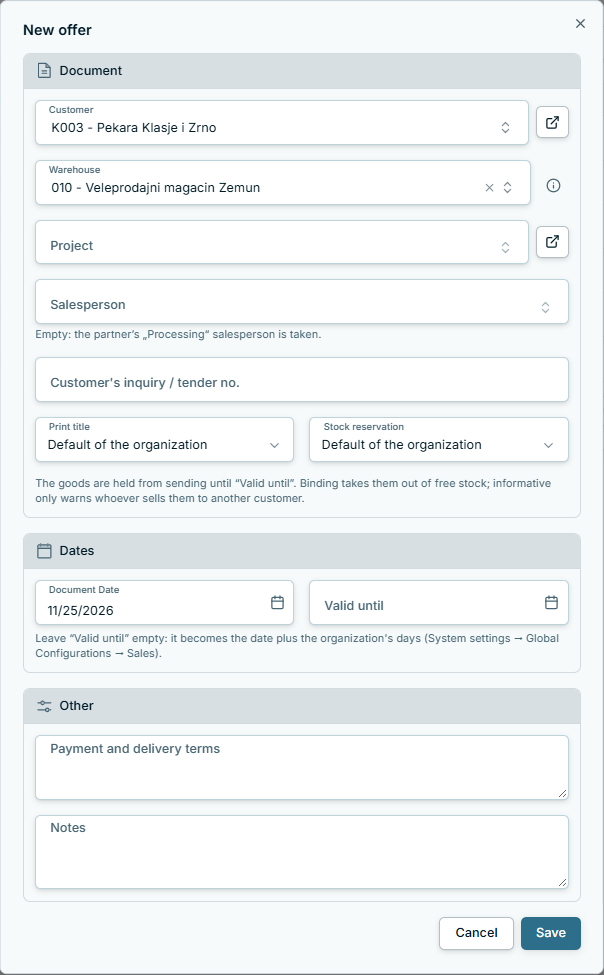 New offer
Document
Customer
K003 - Pekara Klasje i Zrno
Warehouse
010 - Veleprodajni magacin Zemun
Project
Salesperson
Empty: the partner's „Processing“ salesperson is taken.
Customer's inquiry / tender no.
Print title
Default of the organization
Stock reservation
Default of the organization
The goods are held from sending until “Valid until”. Binding takes them out of free stock; informative
only warns whoever sells them to another customer.
Dates
Document Date
11/25/2026
Valid until
Leave “Valid until” empty: it becomes the date plus the organization's days (System settings → Global
Configurations → Sales).
Other
Payment and delivery terms
Notes
Cancel
Save